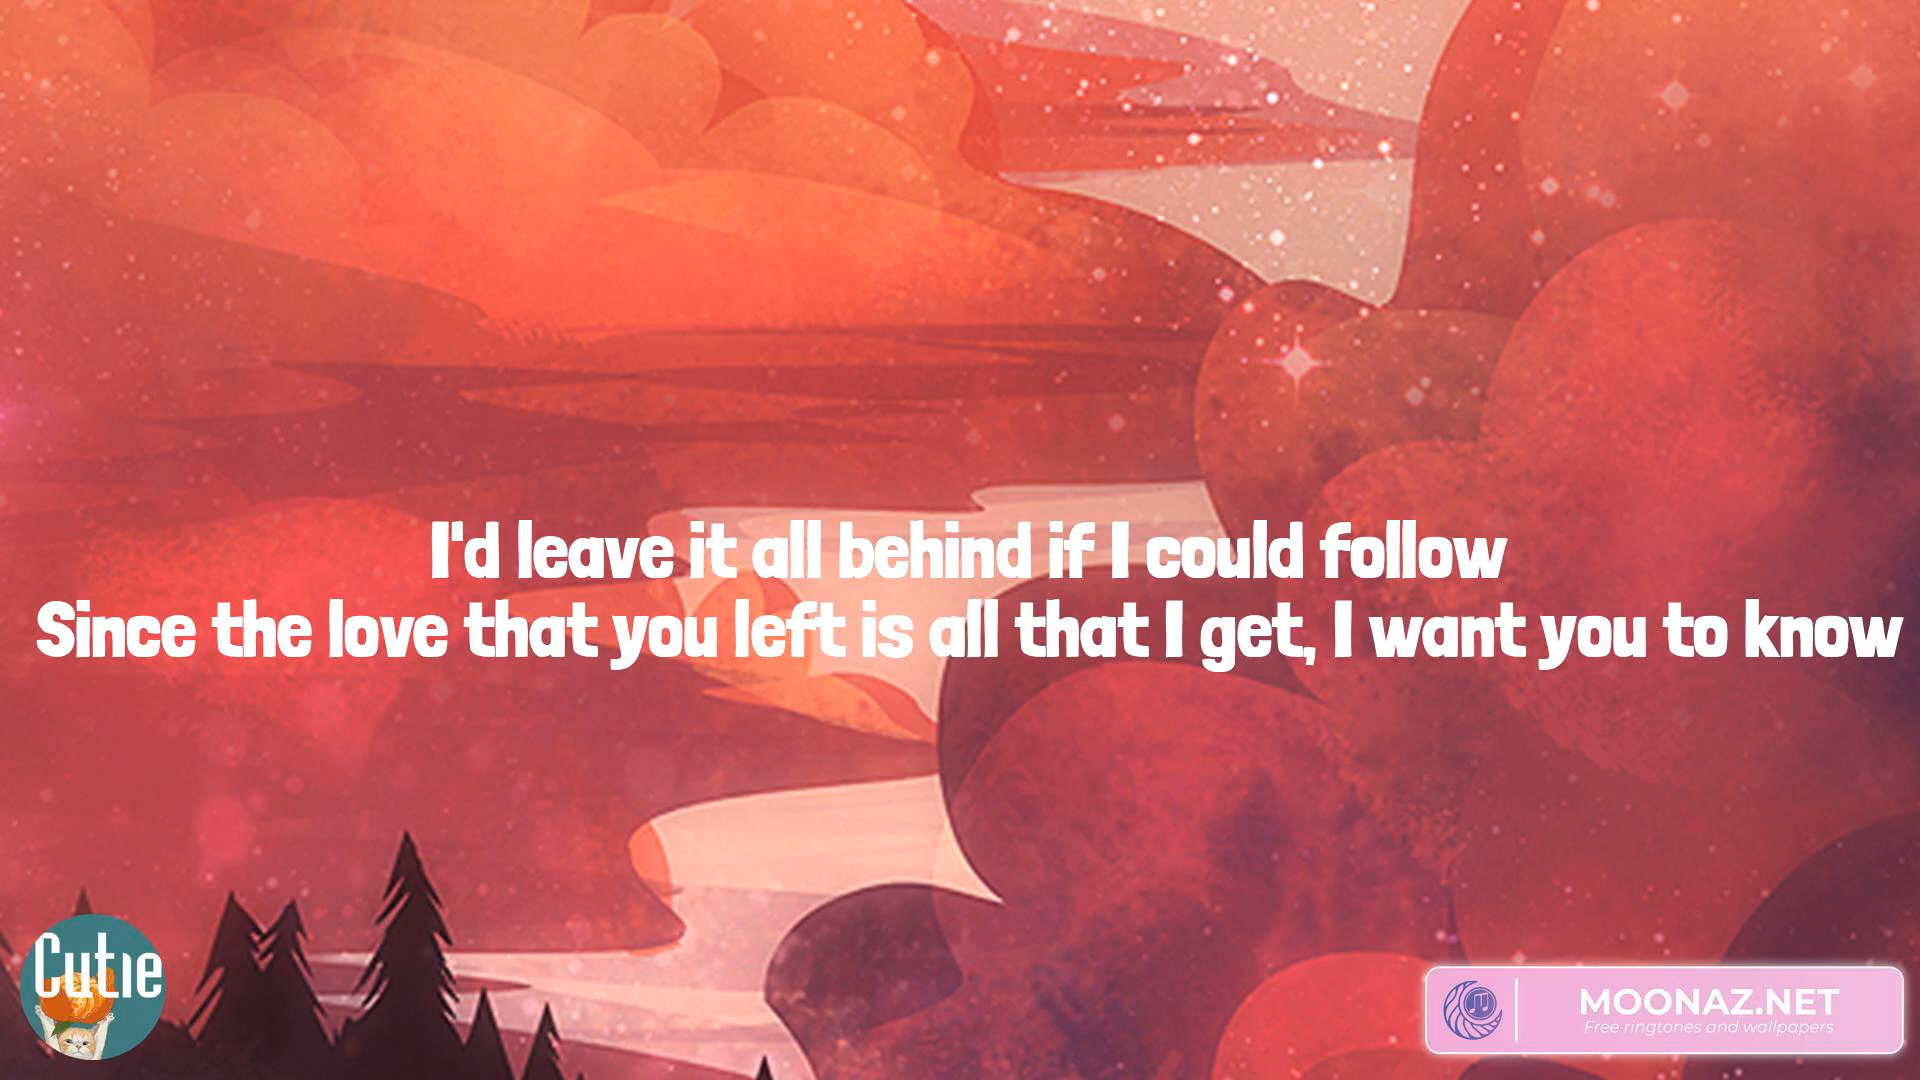 I'd leave it all behind if I could follow
Since the love that you left is all that I get, I want you to know
Cutie
MOONAZ.NET
Free ringtones and wallpapers